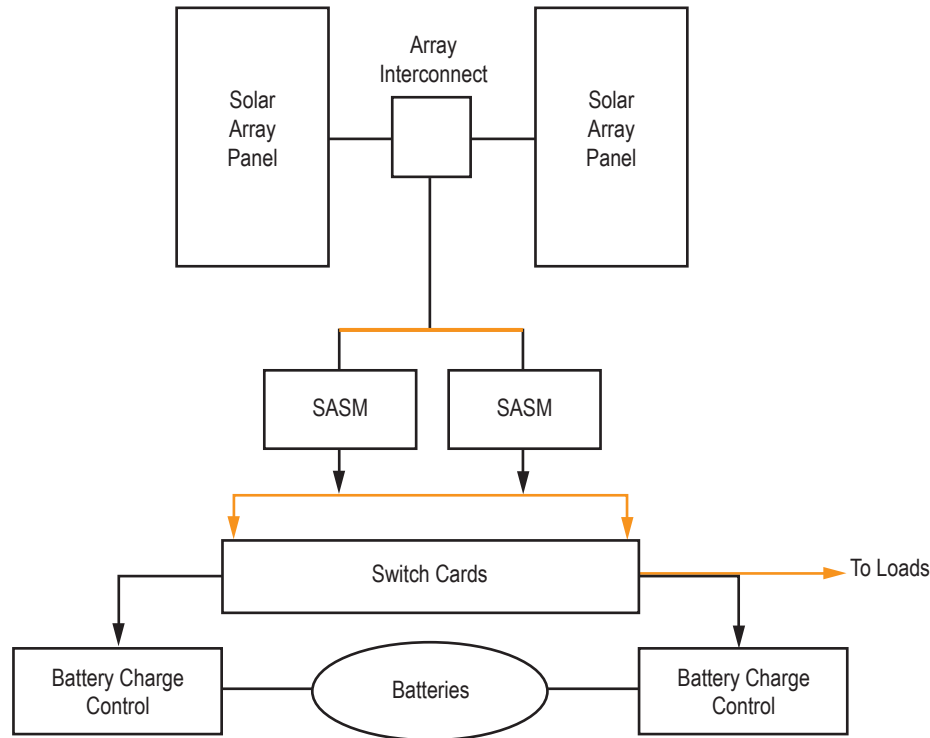 Array
Interconnect
Solar
Array
Panel
Solar
Array
Panel
SASM
SASM
Switch Cards
To Loads
Battery Charge
Control
Batteries
Battery Charge
Control